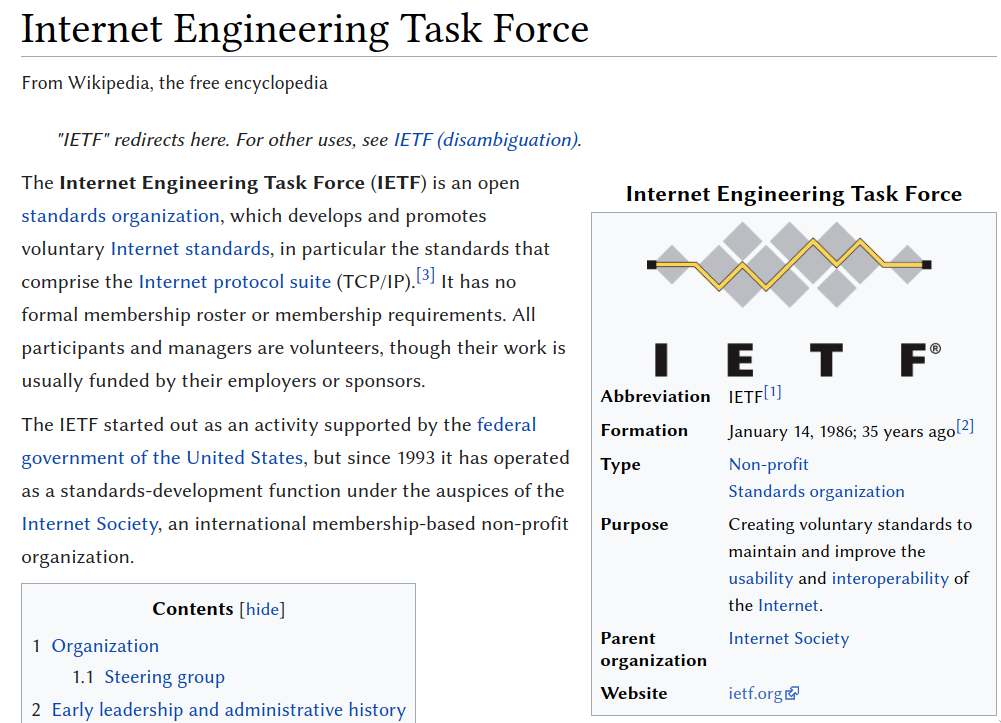 Internet Engineering Task Force
From Wikipedia, the free encyclopedia
"IETF" redirects here. For other uses, see IETF (disambiguation).
The Internet Engineering Task Force (IETF) is an open
standards organization, which develops and promotes
voluntary Internet standards, in particular the standards that
comprise the Internet protocol suite (TCP/IP).[3] It has no
formal membership roster or membership requirements. All
participants and managers are volunteers, though their work is
usually funded by their employers or sponsors.
The IETF started out as an activity supported by the federal
government of the United States, but since 1993 it has operated
as a standards-development function under the auspices of the
Internet Society, an international membership-based non-profit
organization.
Contents [hide]
1 Organization
1.1 Steering group
2 Early leadership and administrative history
Internet Engineering Task Force
I E T F®
Abbreviation IETF[1]
Formation January 14, 1986; 35 years ago[2]
Type Non-profit
Standards organization
Purpose Creating voluntary standards to
maintain and improve the
usability and interoperability of
the Internet.
Parent Internet Society
organization
Website ietf.org